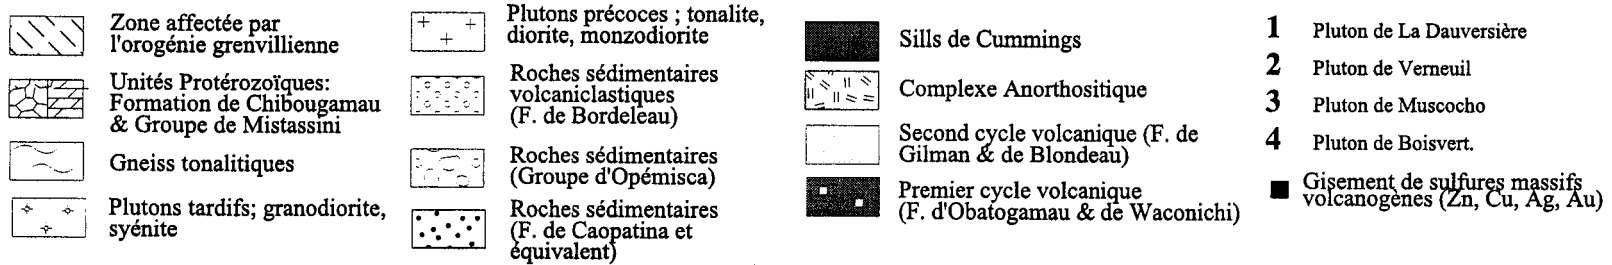 Zone affectée par
l'orogénie grenvillienne
Unités Protérozoïques:
Formation de Chibougamau
& Groupe de Mistassini
Gneiss tonalitiques
Plutons tardifs; granodiorite,
syénite
Plutons précoces ; tonalite,
diorite, monzodiorite
Roches sédimentaires
volcaniclastiques
(F. de Bordeleau)
Roches sédimentaires
(Groupe d'Opémisca)
Roches sédimentaires
(F. de Caopatina et
équivalent)
Sills de Cummings
Complexe Anorthositique
Second cycle volcanique (F. de
Gilman & de Blondeau)
Premier cycle volcanique
(F. d'Obatogamau & de Waconichi)
1 Pluton de La Dauversière
2 Pluton de Verneuil
3 Pluton de Muscocho
4 Pluton de Boisvert.
Gisement de sulfures massifs
volcanogènes (Zn, Cu, Ag, Au)